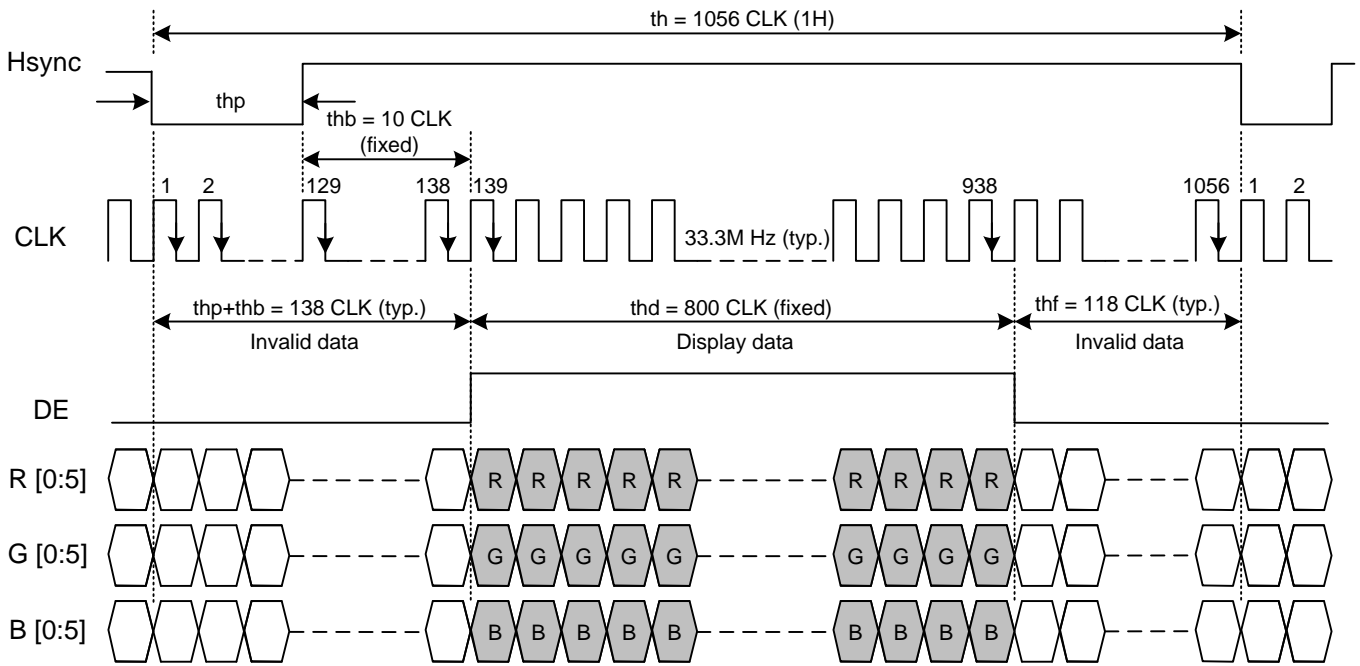 th = 1056 CLK (1H)
Hsync
thp
thb = 10 CLK
(fixed)
1 2 129 138 139 938 1056 1 2
CLK
33.3M Hz (typ.)
thp+thb = 138 CLK (typ.) thd = 800 CLK (fixed) thf = 118 CLK (typ.)
Invalid data Display data Invalid data
DE
R [0:5] R R R R R R R R R
G [0:5] G G G G G G G G G
B [0:5] B B B B B B B B B